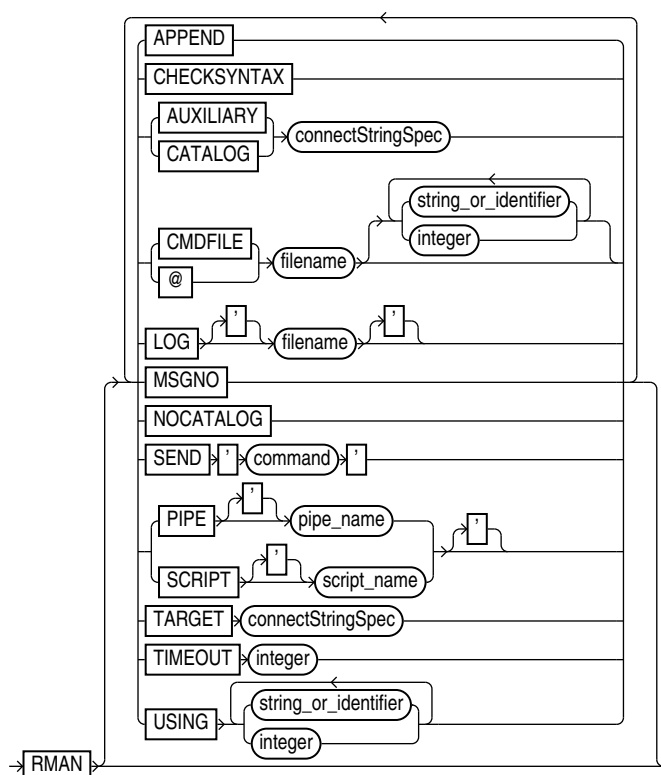 APPEND
CHECKSYNTAX
AUXILIARY
CATALOG
connectStringSpec
CMDFILE
@
filename
string_or_identifier
integer
LOG ’ filename ’
MSGNO
NOCATALOG
SEND ’ command ’
PIPE ’ pipe_name
SCRIPT ’ script_name
’
TARGET connectStringSpec
TIMEOUT integer
USING
string_or_identifier
integer
RMAN